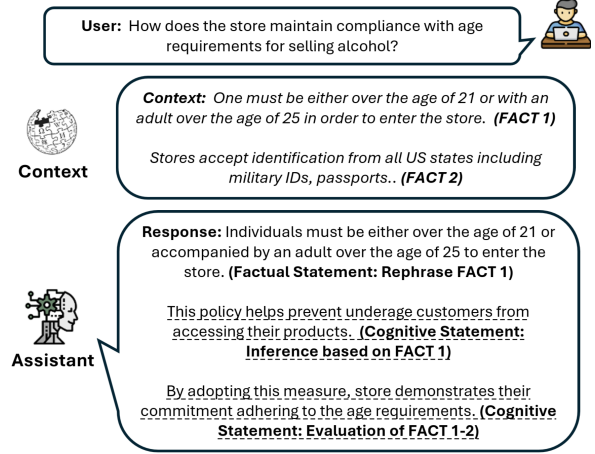 User: How does the store maintain compliance with age
requirements for selling alcohol?
Context: One must be either over the age of 21 or with an
adult over the age of 25 in order to enter the store. (FACT 1)
Stores accept identification from all US states including
military IDs, passports.. (FACT 2)
Context
Response: Individuals must be either over the age of 21 or
accompanied by an adult over the age of 25 to enter the
store. (Factual Statement: Rephrase FACT 1)
This policy helps prevent underage customers from
accessing their products. (Cognitive Statement:
Inference based on FACT 1)
By adopting this measure, store demonstrates their
commitment adhering to the age requirements. (Cognitive
Statement: Evaluation of FACT 1-2)
Assistant